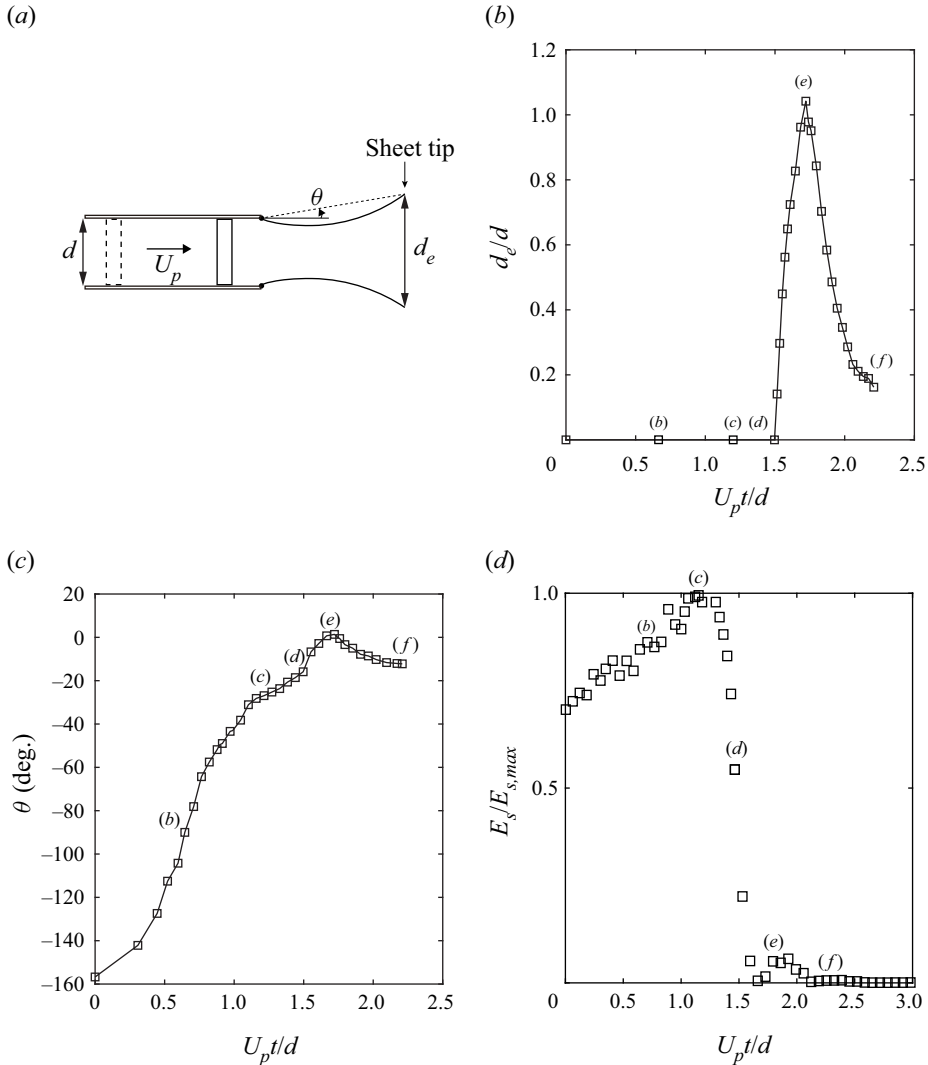 (a)
Sheet tip
θ
d
U_p
d_e
(b)
1.2
1.0
0.8
0.6
0.4
0.2
0
0.5
1.0
1.5
2.0
2.5
d_e/d
U_p t/d
(b)
(c)
(d)
(e)
(f)
(c)
20
0
–20
–40
–60
–80
–100
–120
–140
–160
0
0.5
1.0
1.5
2.0
2.5
θ (deg.)
U_p t/d
(b)
(c)
(d)
(e)
(f)
(d)
1.0
0.5
0
0.5
1.0
1.5
2.0
2.5
3.0
E_s/E_{s,max}
U_p t/d
(b)
(c)
(d)
(e)
(f)